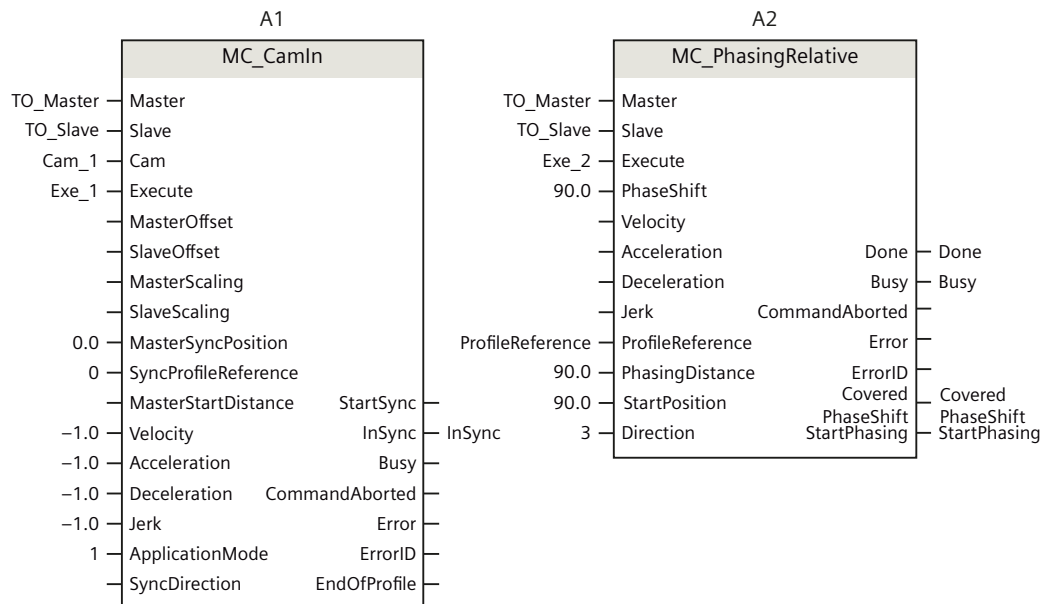 A1
MC_CamIn
TO_Master Master
TO_Slave Slave
Cam_1 Cam
Exe_1 Execute
MasterOffset
SlaveOffset
MasterScaling
SlaveScaling
0.0 MasterSyncPosition
0 SyncProfileReference
MasterStartDistance StartSync
–1.0 Velocity InSync InSync
–1.0 Acceleration Busy
–1.0 Deceleration CommandAborted
–1.0 Jerk Error
1 ApplicationMode ErrorID
SyncDirection EndOfProfile
A2
MC_PhasingRelative
TO_Master Master
TO_Slave Slave
Exe_2 Execute
90.0 PhaseShift
Velocity
Acceleration Done Done
Deceleration Busy Busy
Jerk CommandAborted
ProfileReference ProfileReference Error
90.0 PhasingDistance ErrorID
90.0 StartPosition Covered Covered
PhaseShift PhaseShift
3 Direction StartPhasing StartPhasing